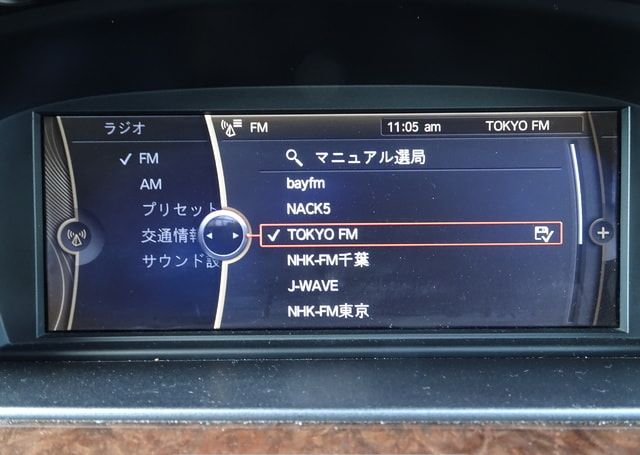 ラジオ
FM
11:05 am
TOKYO FM
FM
AM
プリセット
交通情報
サウンド設
マニュアル選局
bayfm
NACK5
TOKYO FM
NHK-FM千葉
J-WAVE
NHK-FM東京